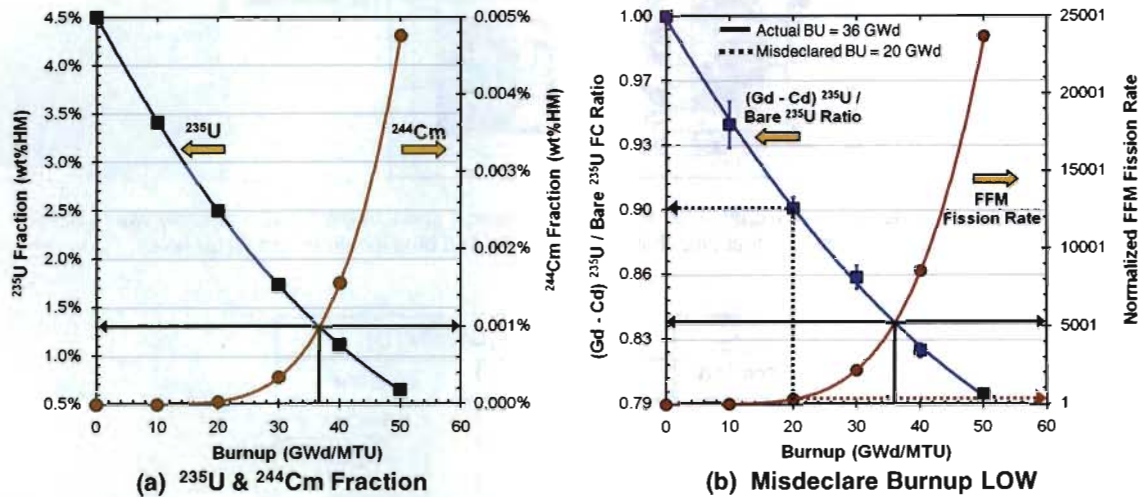 4.5%
4.0%
3.5%
3.0%
2.5%
2.0%
1.5%
1.0%
0.5%
²³⁵U Fraction (wt%HM)
²³⁵U
²⁴⁴Cm
0.005%
0.004%
0.003%
0.002%
0.001%
0.000%
²⁴⁴Cm Fraction (wt%HM)
0 10 20 30 40 50 60
Burnup (GWd/MTU)
(a) ²³⁵U & ²⁴⁴Cm Fraction
1.00
0.97
0.93
0.90
0.86
0.83
0.79
(Gd - Cd) ²³⁵U / Bare ²³⁵U FC Ratio
Actual BU = 36 GWd
Misdeclared BU = 20 GWd
(Gd - Cd) ²³⁵U /
Bare ²³⁵U Ratio
FFM
Fission Rate
25001
20001
15001
10001
5001
1
Normalized FFM Fission Rate
0 10 20 30 40 50 60
Burnup (GWd/MTU)
(b) Misdeclare Burnup LOW